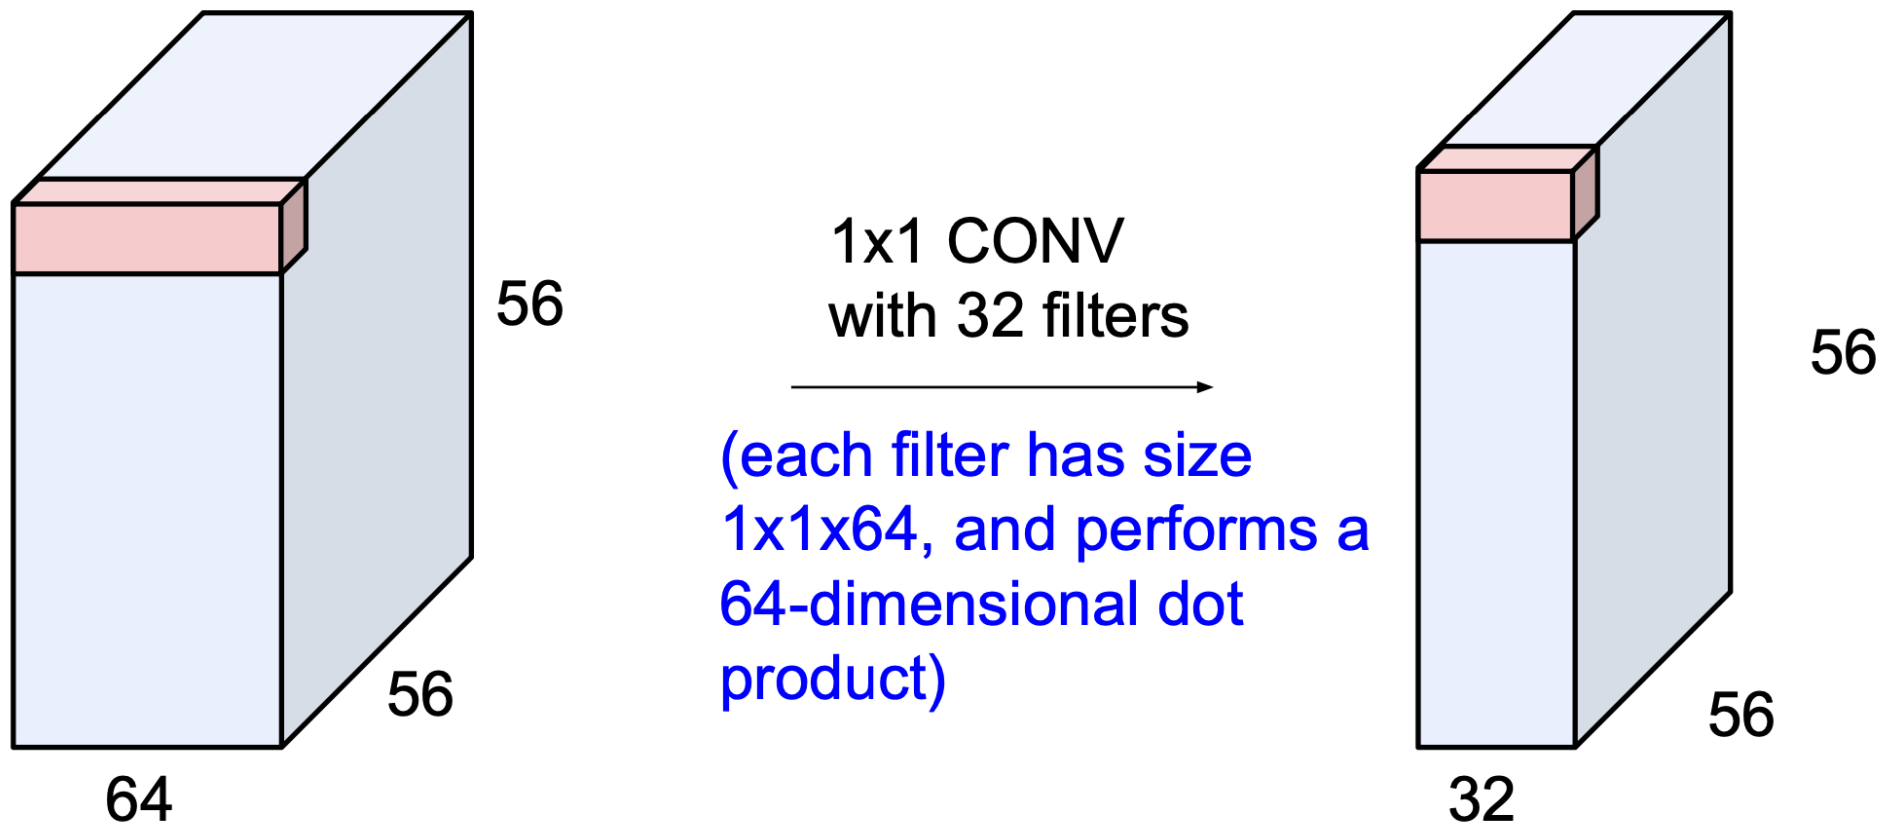 56
56
64
1x1 CONV
with 32 filters
(each filter has size
1x1x64, and performs a
64-dimensional dot
product)
56
56
32